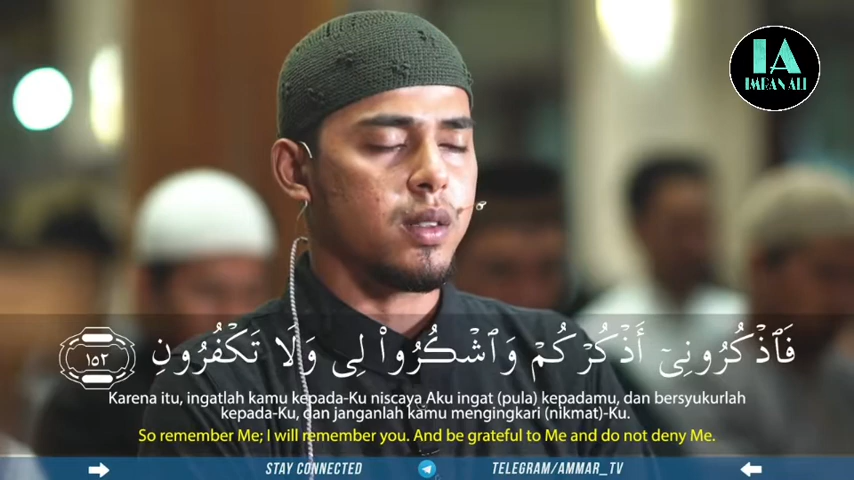 IA
IMRAN ALI
فَٱذْكُرُونِىٓ أَذْكُرْكُمْ وَٱشْكُرُوا۟ لِى وَلَا تَكْفُرُونِ ١٥٢
Karena itu, ingatlah kamu kepada-Ku niscaya Aku ingat (pula) kepadamu, dan bersyukurlah
kepada-Ku, dan janganlah kamu mengingkari (nikmat)-Ku.
So remember Me; I will remember you. And be grateful to Me and do not deny Me.
STAY CONNECTED TELEGRAM/AMMAR_TV